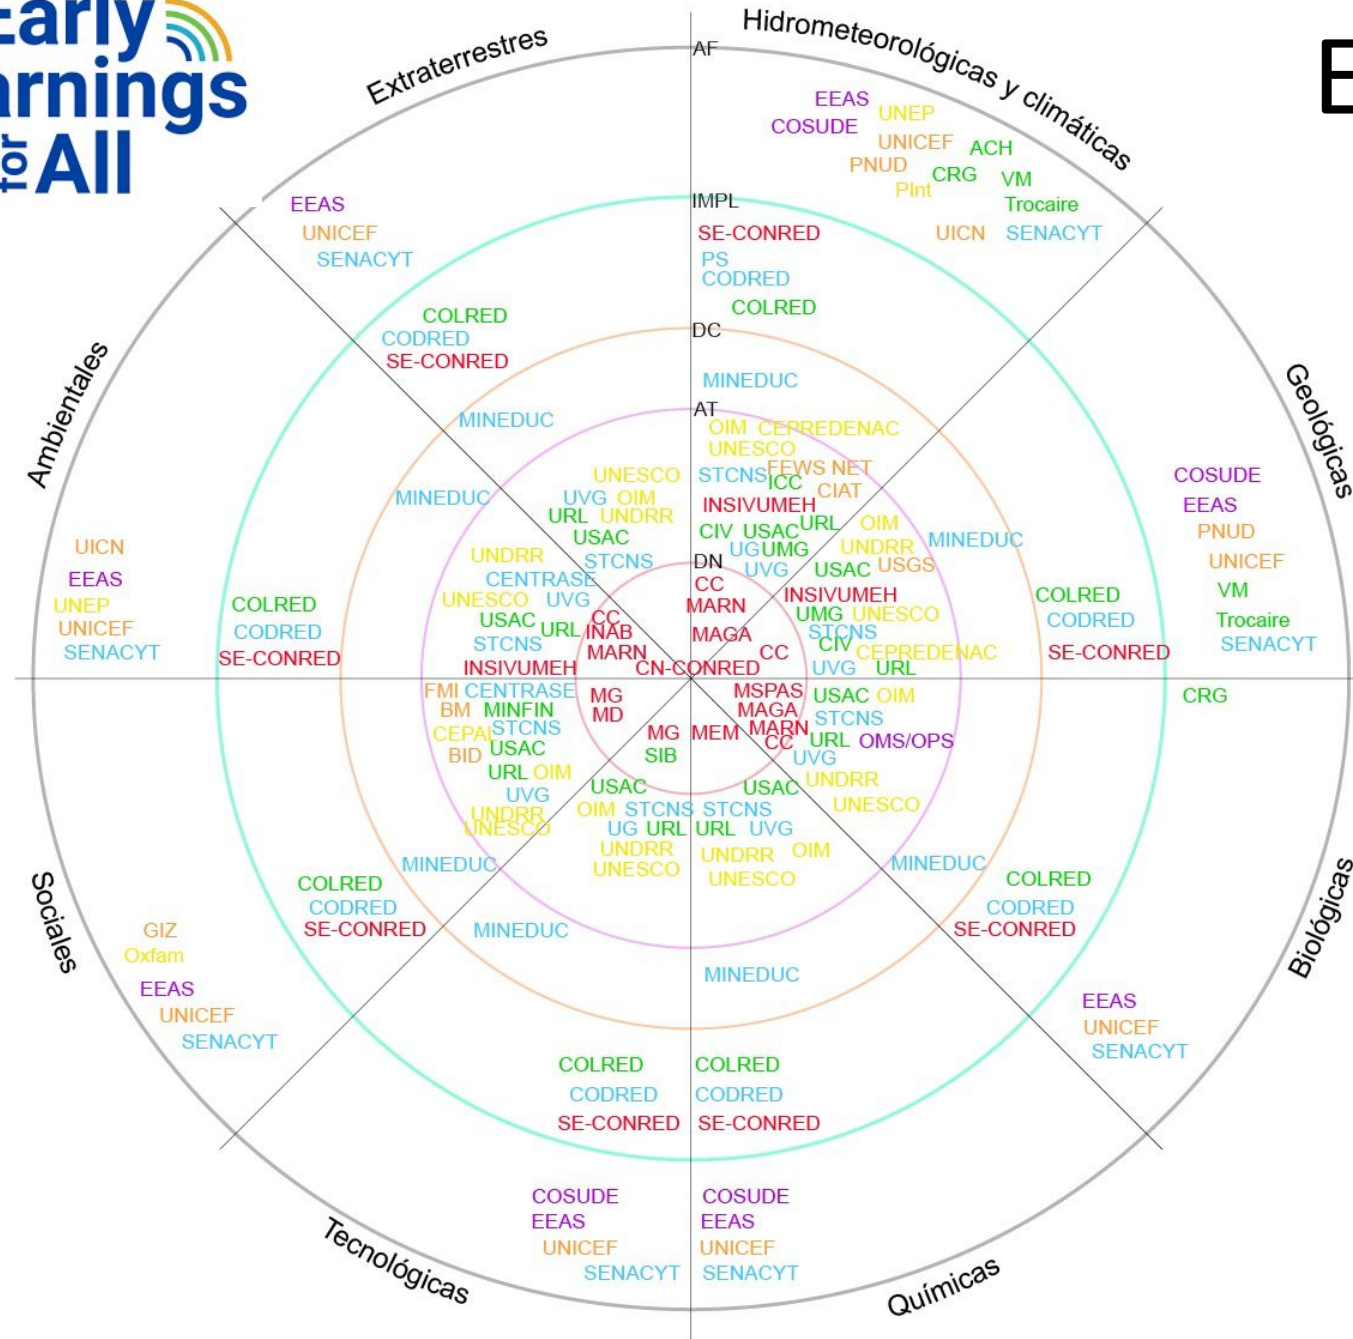 Early
arnings
for All
E
Extraterrestres
Hidrometeorológicas y climáticas
Geológicas
Biológicas
Químicas
Tecnológicas
Sociales
Ambientales
AF
EEAS UNEP
COSUDE
UNICEF ACH
PNUD CRG VM
PInt Trocaire
UICN SENACYT
IMPL
SE-CONRED
PS
CODRED
COLRED
DC
MINEDUC
AT
OIM CEPREDENAC
UNESCO
FEWS NET
STCNS ICC
CIAT
INSIVUMEH
CIV USAC URL
UG UMG
UVG
DN
CC
MARN
MAGA
CN-CONRED
COSUDE
EEAS
PNUD
UNICEF
VM
Trocaire
SENACYT
COLRED
CODRED
SE-CONRED
MINEDUC
OIM
UNDRR
USAC USGS
INSIVUMEH
UMG UNESCO
STCNS
CIV CEPREDENAC
UVG URL
CC
CRG
EEAS
UNICEF
SENACYT
COLRED
CODRED
SE-CONRED
MINEDUC
USAC OIM
STCNS
URL OMS/OPS
UVG
UNDRR
UNESCO
MSPAS
MAGA
MARN
CC
MEM
USAC
STCNS
URL UVG
UNDRR OIM
UNESCO
MINEDUC
COLRED
CODRED
SE-CONRED
COSUDE
EEAS
UNICEF
SENACYT
MG
SIB
USAC
OIM STCNS
UG URL
UNDRR
UNESCO
MINEDUC
COLRED
CODRED
SE-CONRED
COSUDE
EEAS
UNICEF
SENACYT
MG
MD
FMI CENTRASE
BM MINFIN
STCNS
CEPAL
BID USAC
URL OIM
UVG
UNDRR
UNESCO
MINEDUC
COLRED
CODRED
SE-CONRED
GIZ
Oxfam
EEAS
UNICEF
SENACYT
CC
INAB
MARN
UNDRR
CENTRASE
UNESCO UVG
USAC URL
STCNS
INSIVUMEH
MINEDUC
COLRED
CODRED
SE-CONRED
UICN
EEAS
UNEP
UNICEF
SENACYT
UNESCO
UVG OIM
URL UNDRR
USAC
STCNS
MINEDUC
COLRED
CODRED
SE-CONRED
EEAS
UNICEF
SENACYT